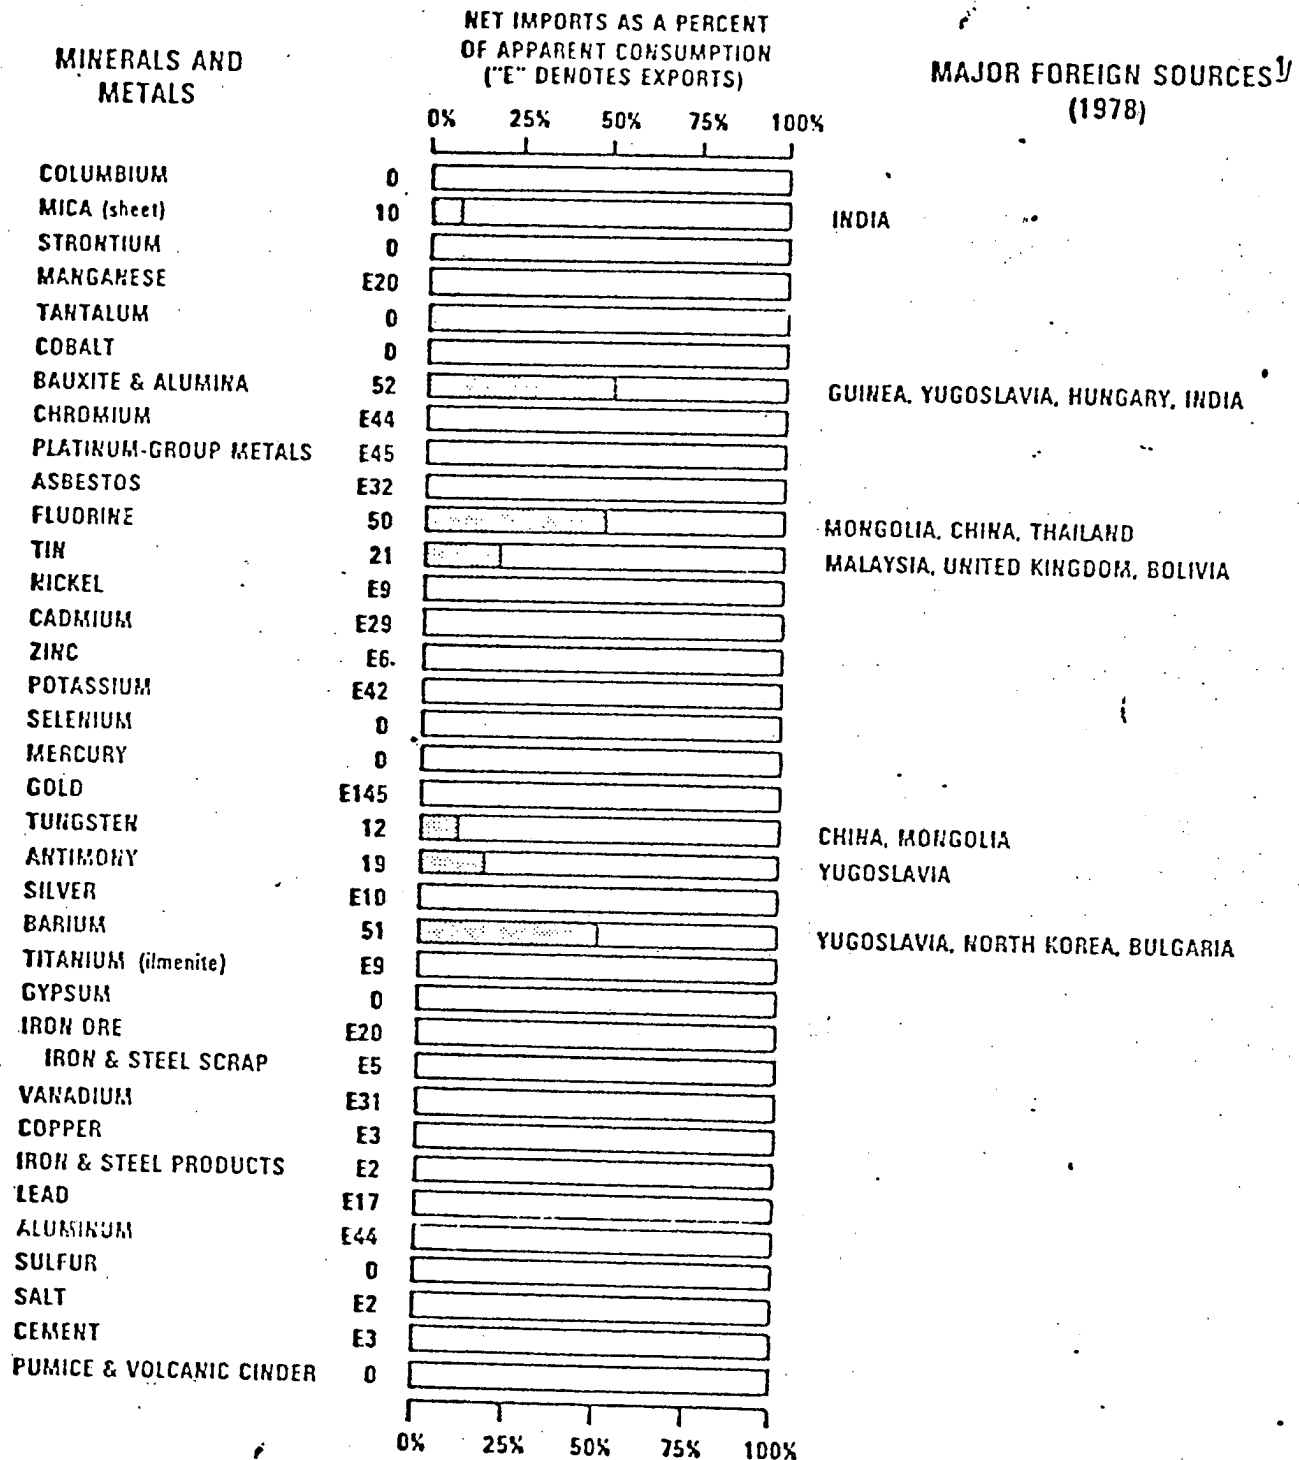 MINERALS AND
METALS
NET IMPORTS AS A PERCENT
OF APPARENT CONSUMPTION
("E" DENOTES EXPORTS)
MAJOR FOREIGN SOURCES 1/
(1978)
0% 25% 50% 75% 100%
COLUMBIUM 0
MICA (sheet) 10 INDIA
STRONTIUM 0
MANGANESE E20
TANTALUM 0
COBALT 0
BAUXITE & ALUMINA 52 GUINEA, YUGOSLAVIA, HUNGARY, INDIA
CHROMIUM E44
PLATINUM-GROUP METALS E45
ASBESTOS E32
FLUORINE 50 MONGOLIA, CHINA, THAILAND
TIN 21 MALAYSIA, UNITED KINGDOM, BOLIVIA
NICKEL E9
CADMIUM E29
ZINC E6
POTASSIUM E42
SELENIUM 0
MERCURY 0
GOLD E145
TUNGSTEN 12 CHINA, MONGOLIA
ANTIMONY 19 YUGOSLAVIA
SILVER E10
BARIUM 51 YUGOSLAVIA, NORTH KOREA, BULGARIA
TITANIUM (ilmenite) E9
GYPSUM 0
IRON ORE E20
IRON & STEEL SCRAP E5
VANADIUM E31
COPPER E3
IRON & STEEL PRODUCTS E2
LEAD E17
ALUMINUM E44
SULFUR 0
SALT E2
CEMENT E3
PUMICE & VOLCANIC CINDER 0
0% 25% 50% 75% 100%